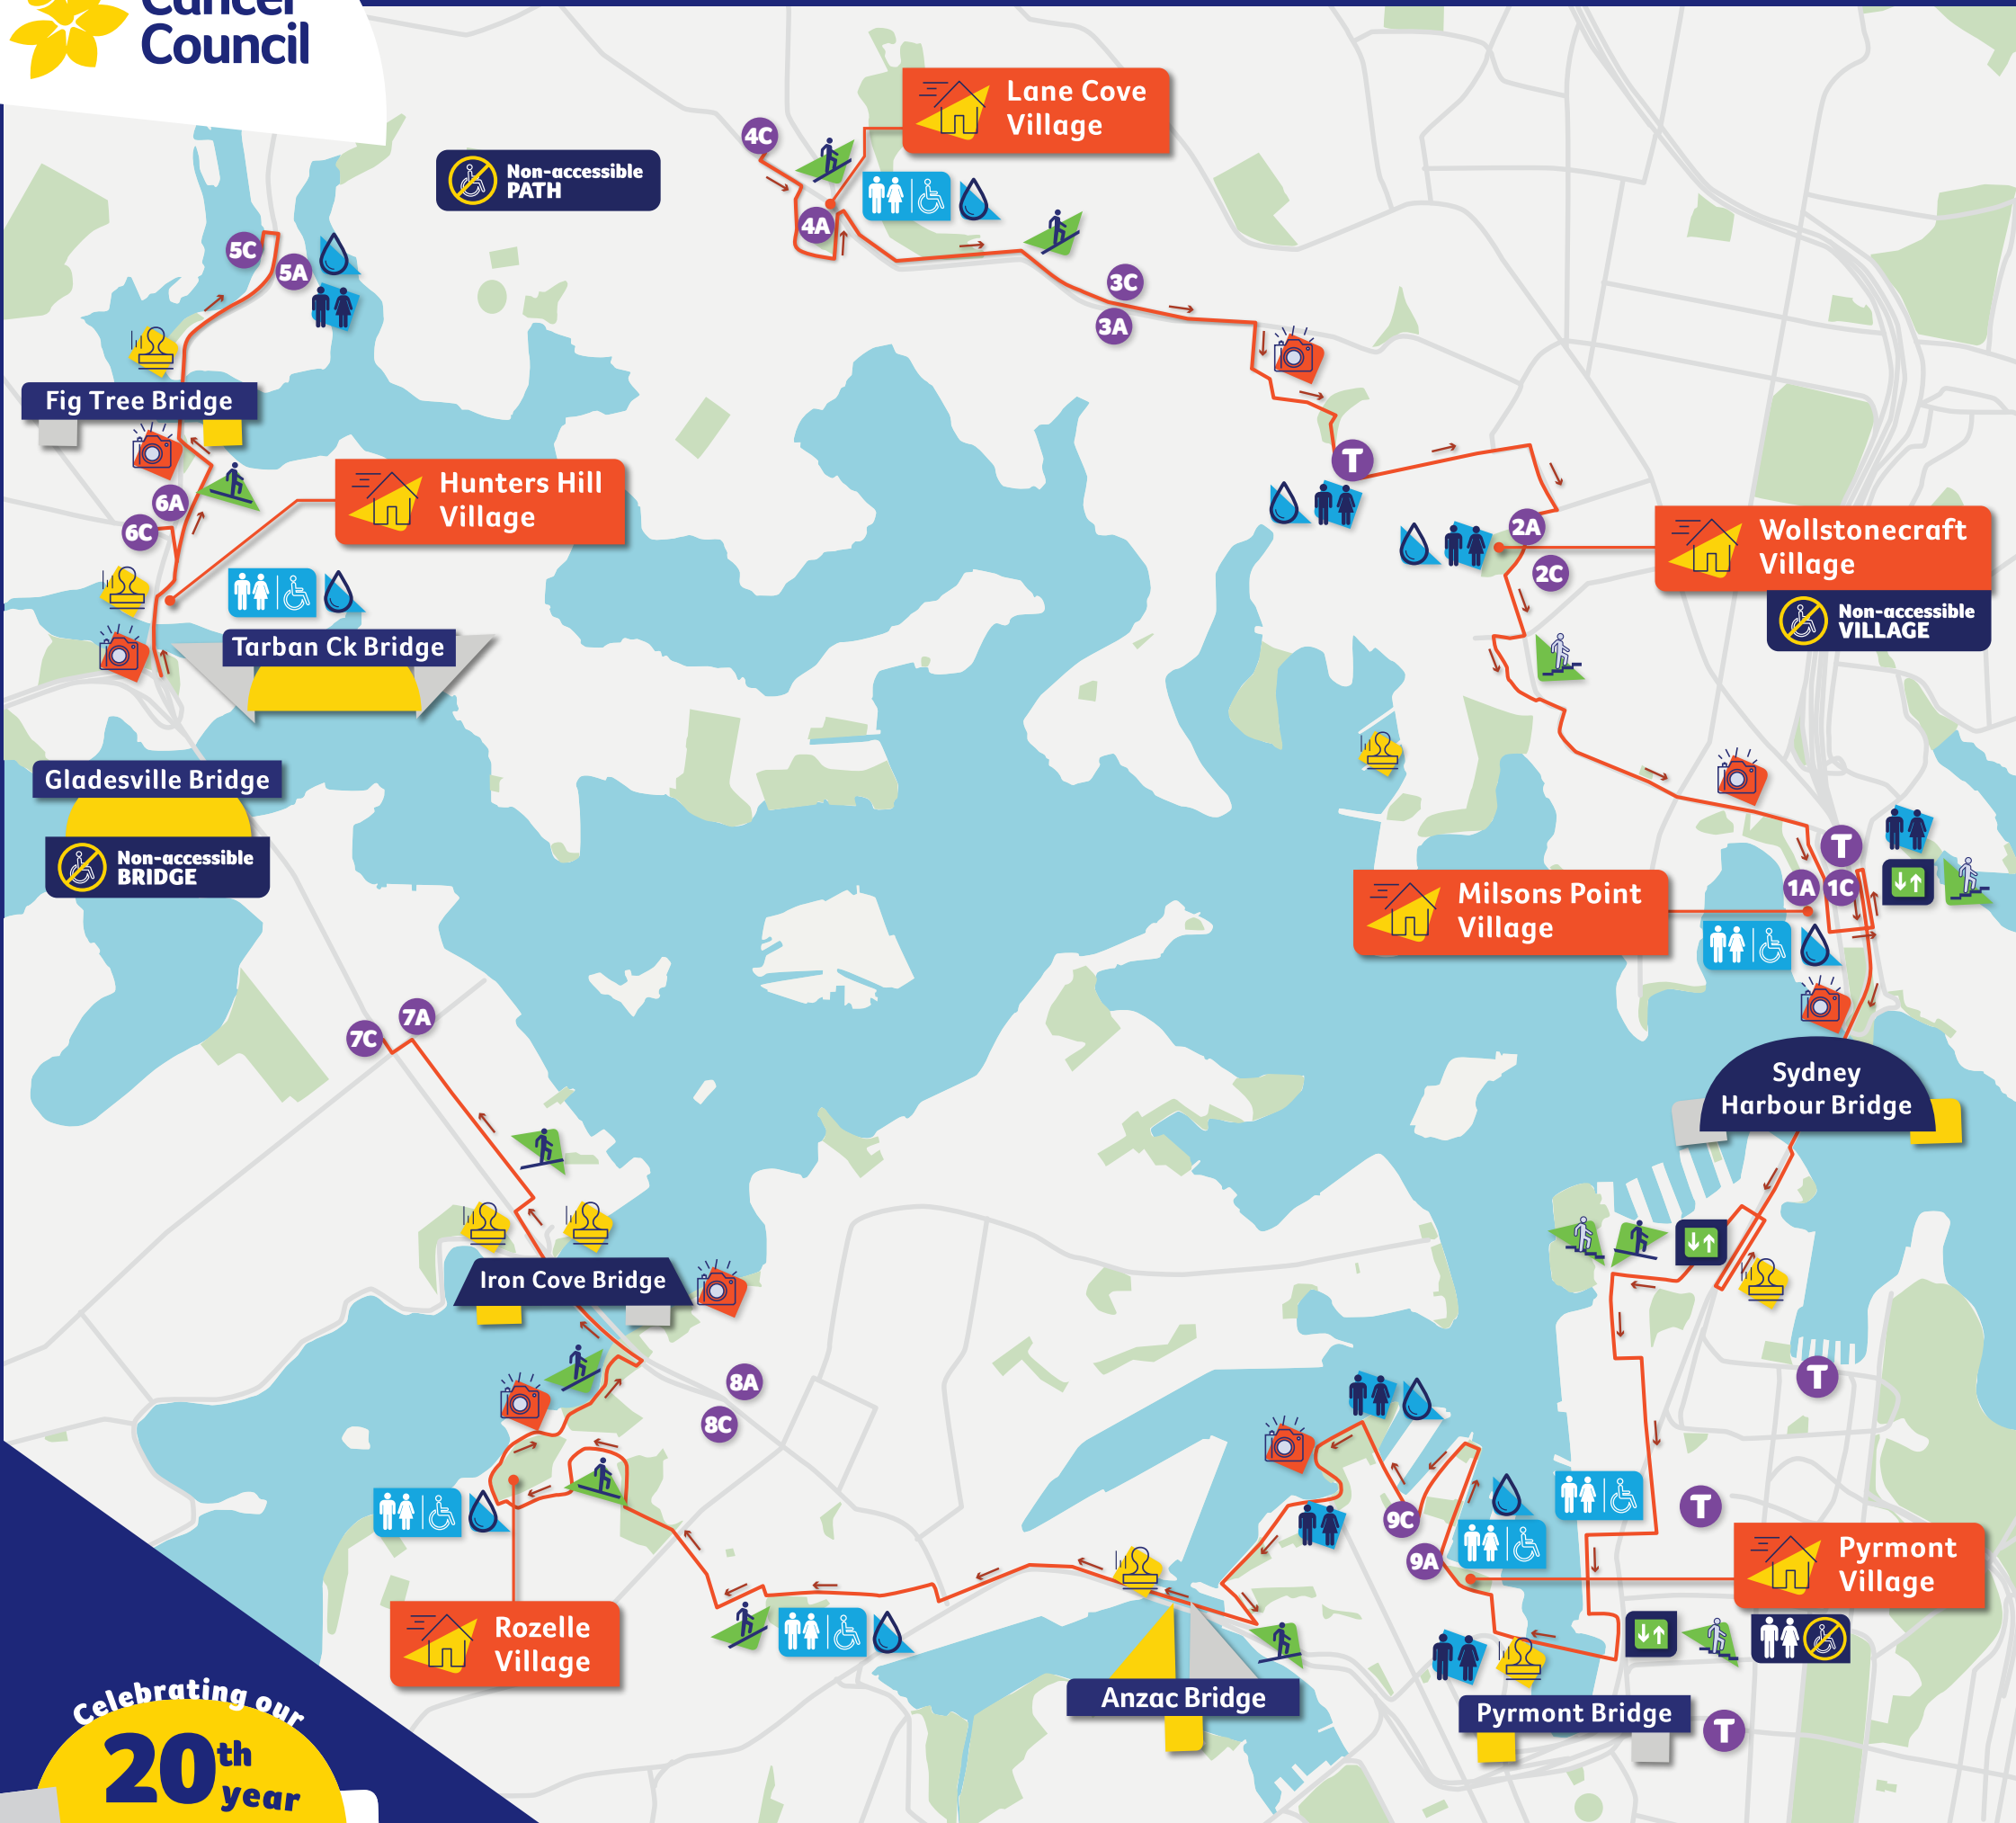 Cancer
Council
Lane Cove
Village
4C
Non-accessible
PATH
4A
5C
5A
3C
3A
Fig Tree Bridge
T
Hunters Hill
Village
6A
6C
2A
Wollstonecraft
Village
2C
Non-accessible
VILLAGE
Tarban Ck Bridge
Gladesville Bridge
Non-accessible
BRIDGE
T
1A
1C
Milsons Point
Village
7A
7C
Sydney
Harbour Bridge
Iron Cove Bridge
8A
8C
T
9C
T
9A
Pyrmont
Village
Rozelle
Village
Anzac Bridge
Pyrmont Bridge
T
Celebrating our
20th
year